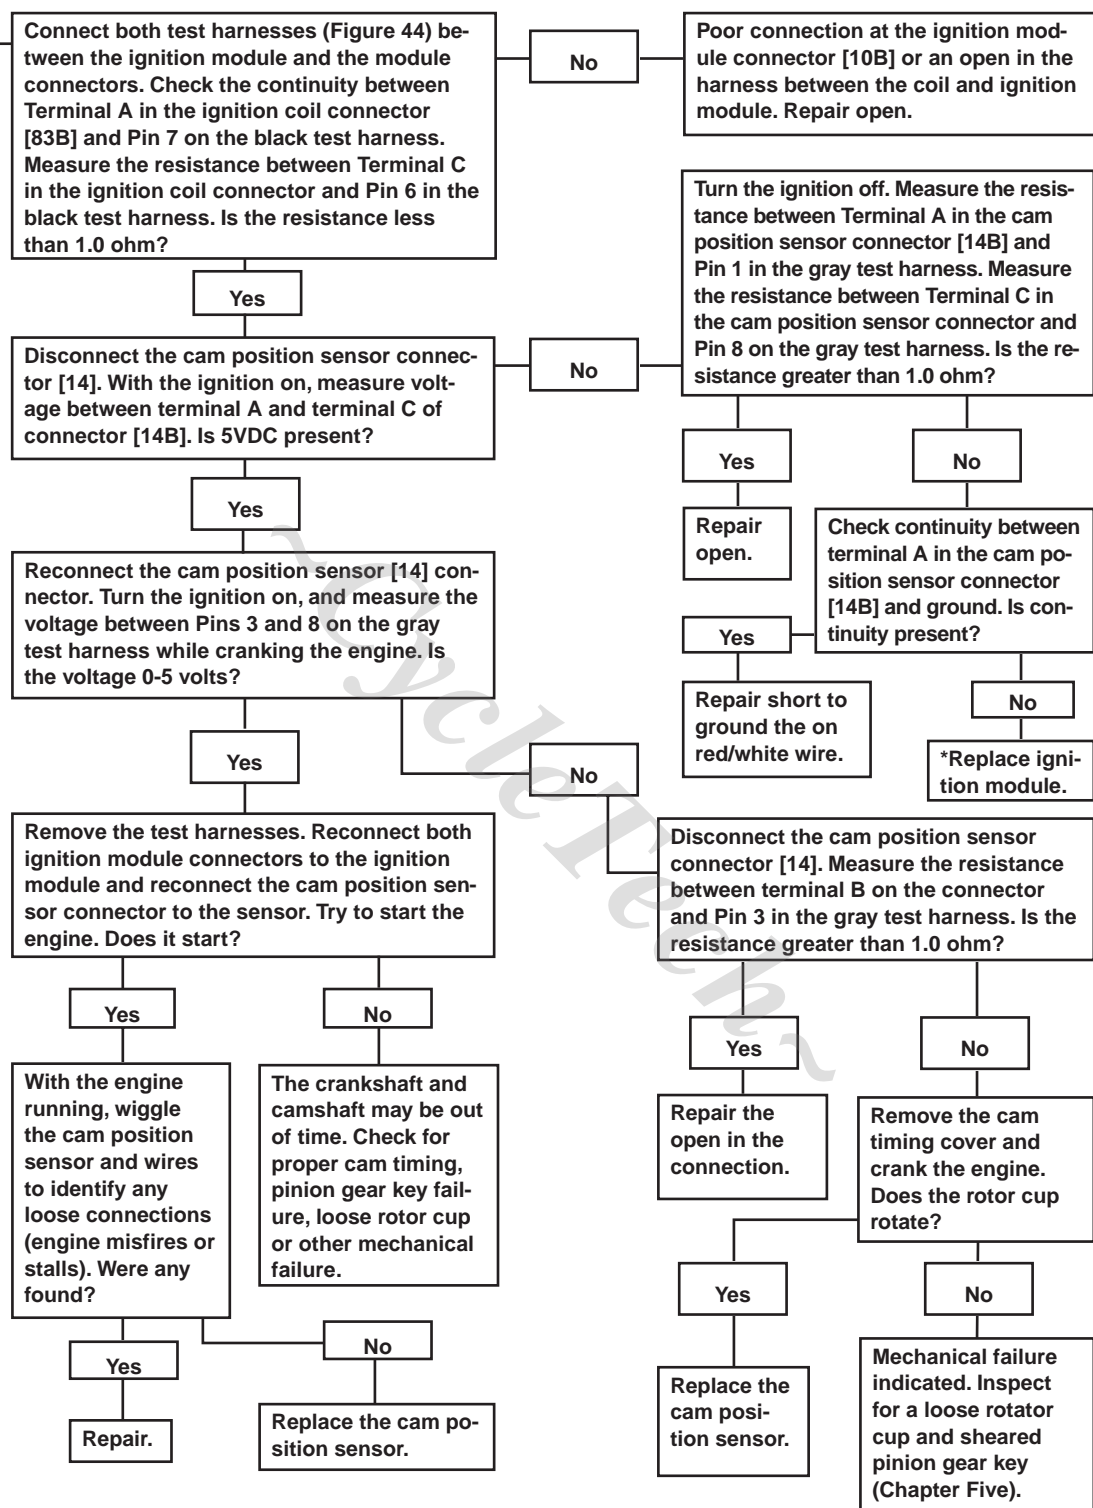 Connect both test harnesses (Figure 44) be-
tween the ignition module and the module
connectors. Check the continuity between
Terminal A in the ignition coil connector
[83B] and Pin 7 on the black test harness.
Measure the resistance between Terminal C
in the ignition coil connector and Pin 6 in the
black test harness. Is the resistance less
than 1.0 ohm?
No
Poor connection at the ignition mod-
ule connector [10B] or an open in the
harness between the coil and ignition
module. Repair open.
Yes
Disconnect the cam position sensor connec-
tor [14]. With the ignition on, measure volt-
age between terminal A and terminal C of
connector [14B]. Is 5VDC present?
No
Turn the ignition off. Measure the resis-
tance between Terminal A in the cam
position sensor connector [14B] and
Pin 1 in the gray test harness. Measure
the resistance between Terminal C in
the cam position sensor connector and
Pin 8 on the gray test harness. Is the re-
sistance greater than 1.0 ohm?
Yes
No
Repair
open.
Check continuity between
terminal A in the cam po-
sition sensor connector
[14B] and ground. Is con-
tinuity present?
Yes
Repair short to
ground the on
red/white wire.
No
*Replace igni-
tion module.
Yes
Reconnect the cam position sensor [14] con-
nector. Turn the ignition on, and measure the
voltage between Pins 3 and 8 on the gray
test harness while cranking the engine. Is
the voltage 0-5 volts?
Yes
No
Remove the test harnesses. Reconnect both
ignition module connectors to the ignition
module and reconnect the cam position sen-
sor connector to the sensor. Try to start the
engine. Does it start?
Disconnect the cam position sensor
connector [14]. Measure the resistance
between terminal B on the connector
and Pin 3 in the gray test harness. Is the
resistance greater than 1.0 ohm?
Yes
No
With the engine
running, wiggle
the cam position
sensor and wires
to identify any
loose connections
(engine misfires or
stalls). Were any
found?
The crankshaft and
camshaft may be out
of time. Check for
proper cam timing,
pinion gear key fail-
ure, loose rotor cup
or other mechanical
failure.
Yes
No
Repair.
Replace the cam po-
sition sensor.
Yes
No
Repair the
open in the
connection.
Remove the cam
timing cover and
crank the engine.
Does the rotor cup
rotate?
Yes
No
Replace the
cam posi-
tion sensor.
Mechanical failure
indicated. Inspect
for a loose rotator
cup and sheared
pinion gear key
(Chapter Five).
~CycleTech~